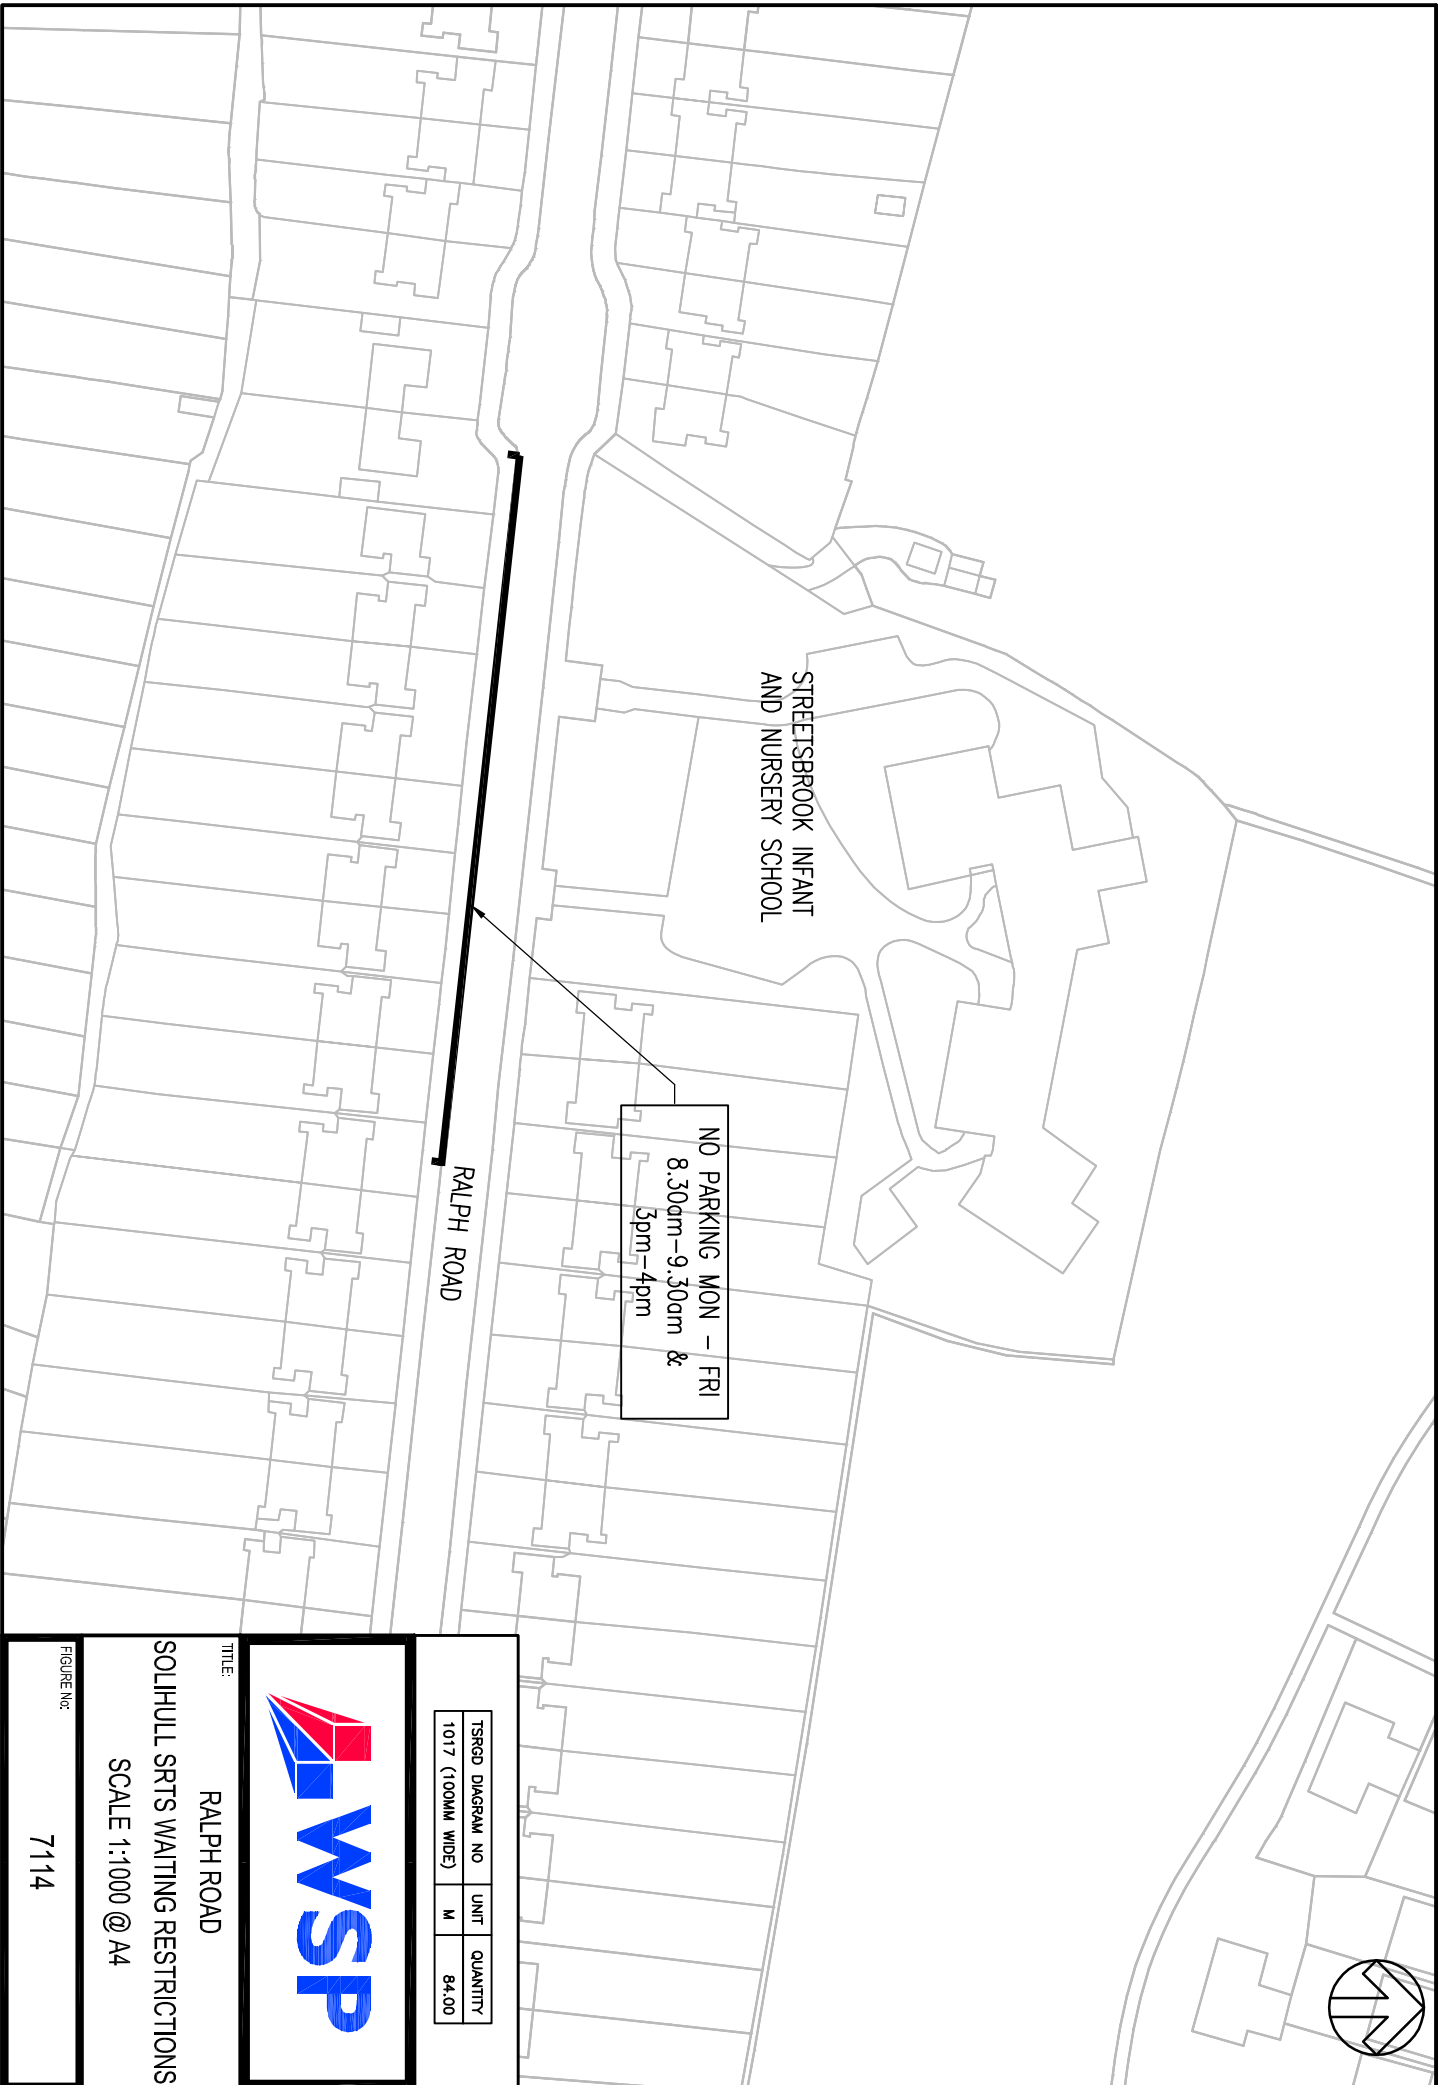 STREETSBROOK INFANT
AND NURSERY SCHOOL
NO PARKING MON - FRI
8.30am-9.30am &
3pm-4pm
RALPH ROAD
TSRGD DIAGRAM NO UNIT QUANTITY
1017 (100MM WIDE) M 84.00
WSP
TITLE:
RALPH ROAD
SOLIHULL SRTS WAITING RESTRICTIONS
SCALE 1:1000 @ A4
FIGURE No:
7114